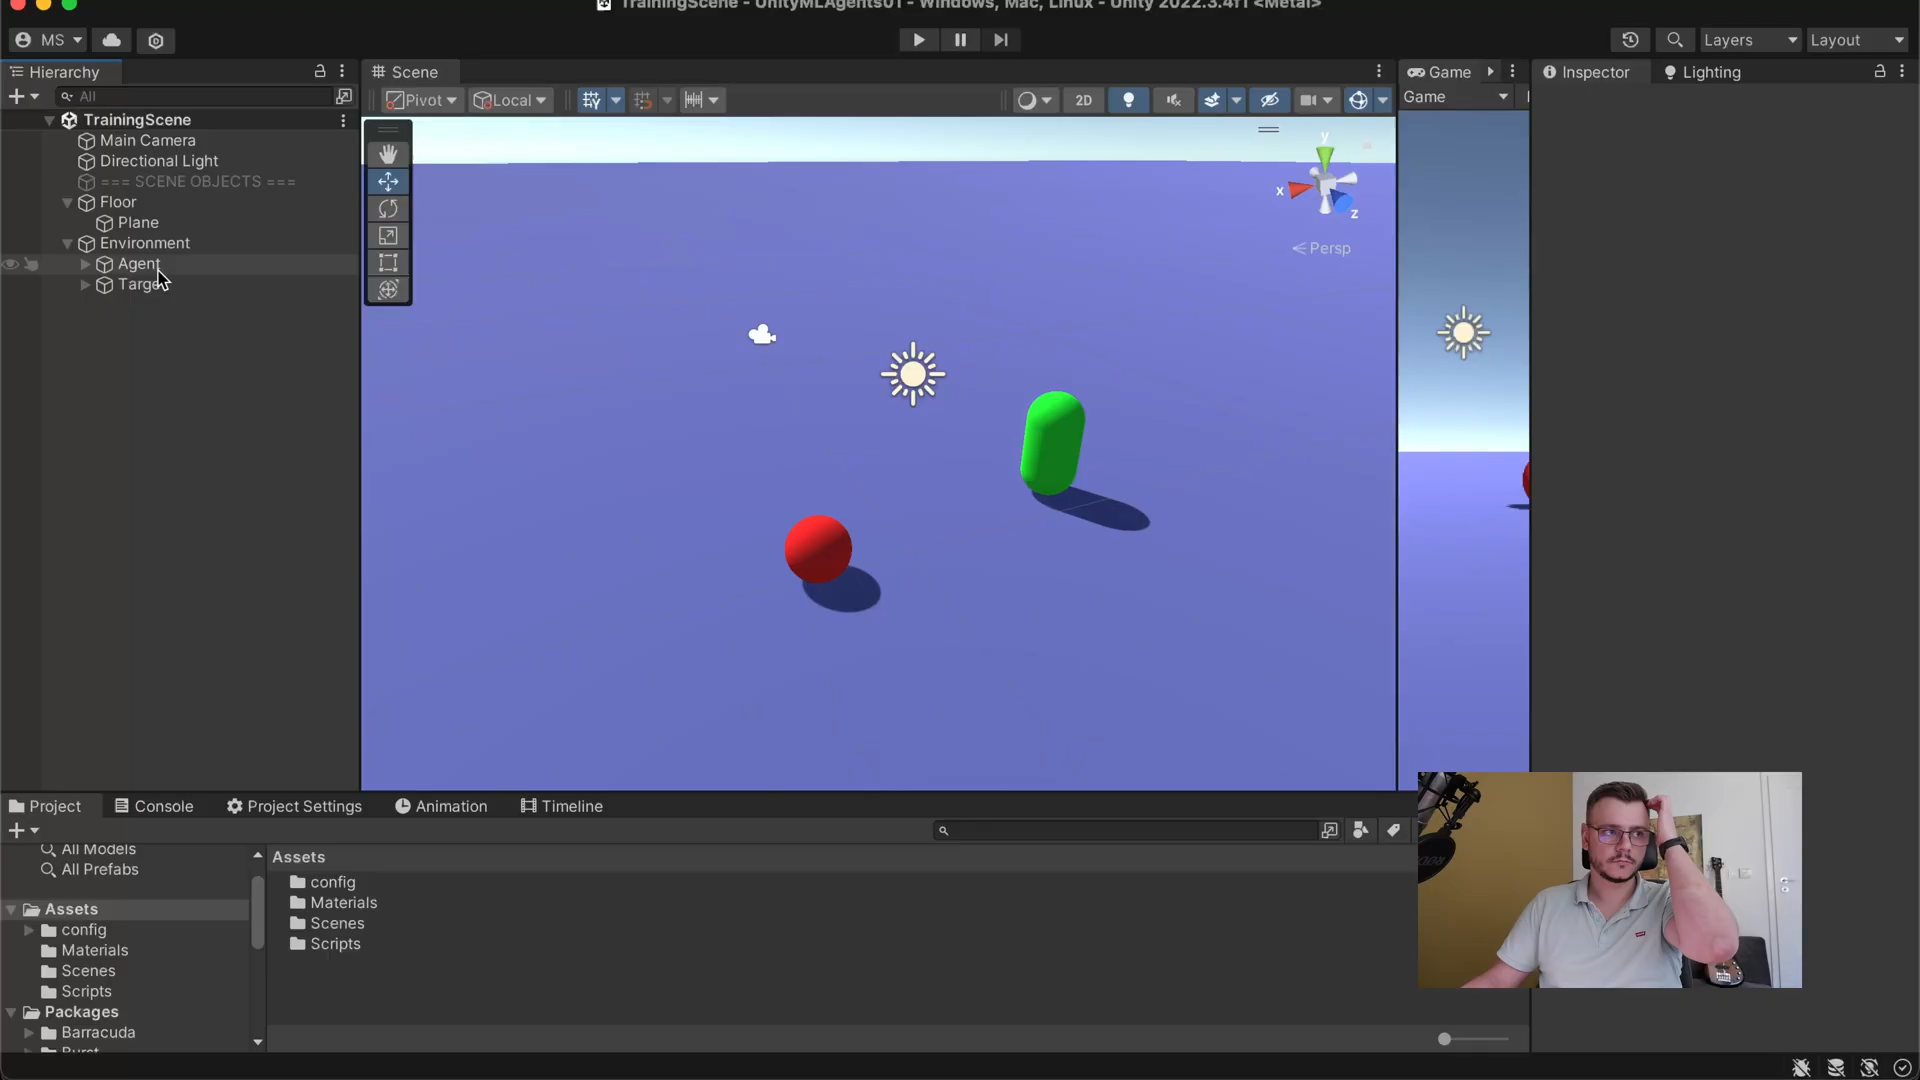 TrainingScene - UnityMLAgents01 - Windows, Mac, Linux - Unity 2022.3.4f1 <Metal>
MS
Layers
Layout
Hierarchy
Scene
Game
Inspector
Lighting
All
Pivot
Local
2D
Game
TrainingScene
Main Camera
Directional Light
=== SCENE OBJECTS ===
Floor
Plane
Environment
Agent
Targe
y
x
z
Persp
Project
Console
Project Settings
Animation
Timeline
All Models
All Prefabs
Assets
config
Materials
Scenes
Scripts
Packages
Barracuda
Burst
Assets
config
Materials
Scenes
Scripts